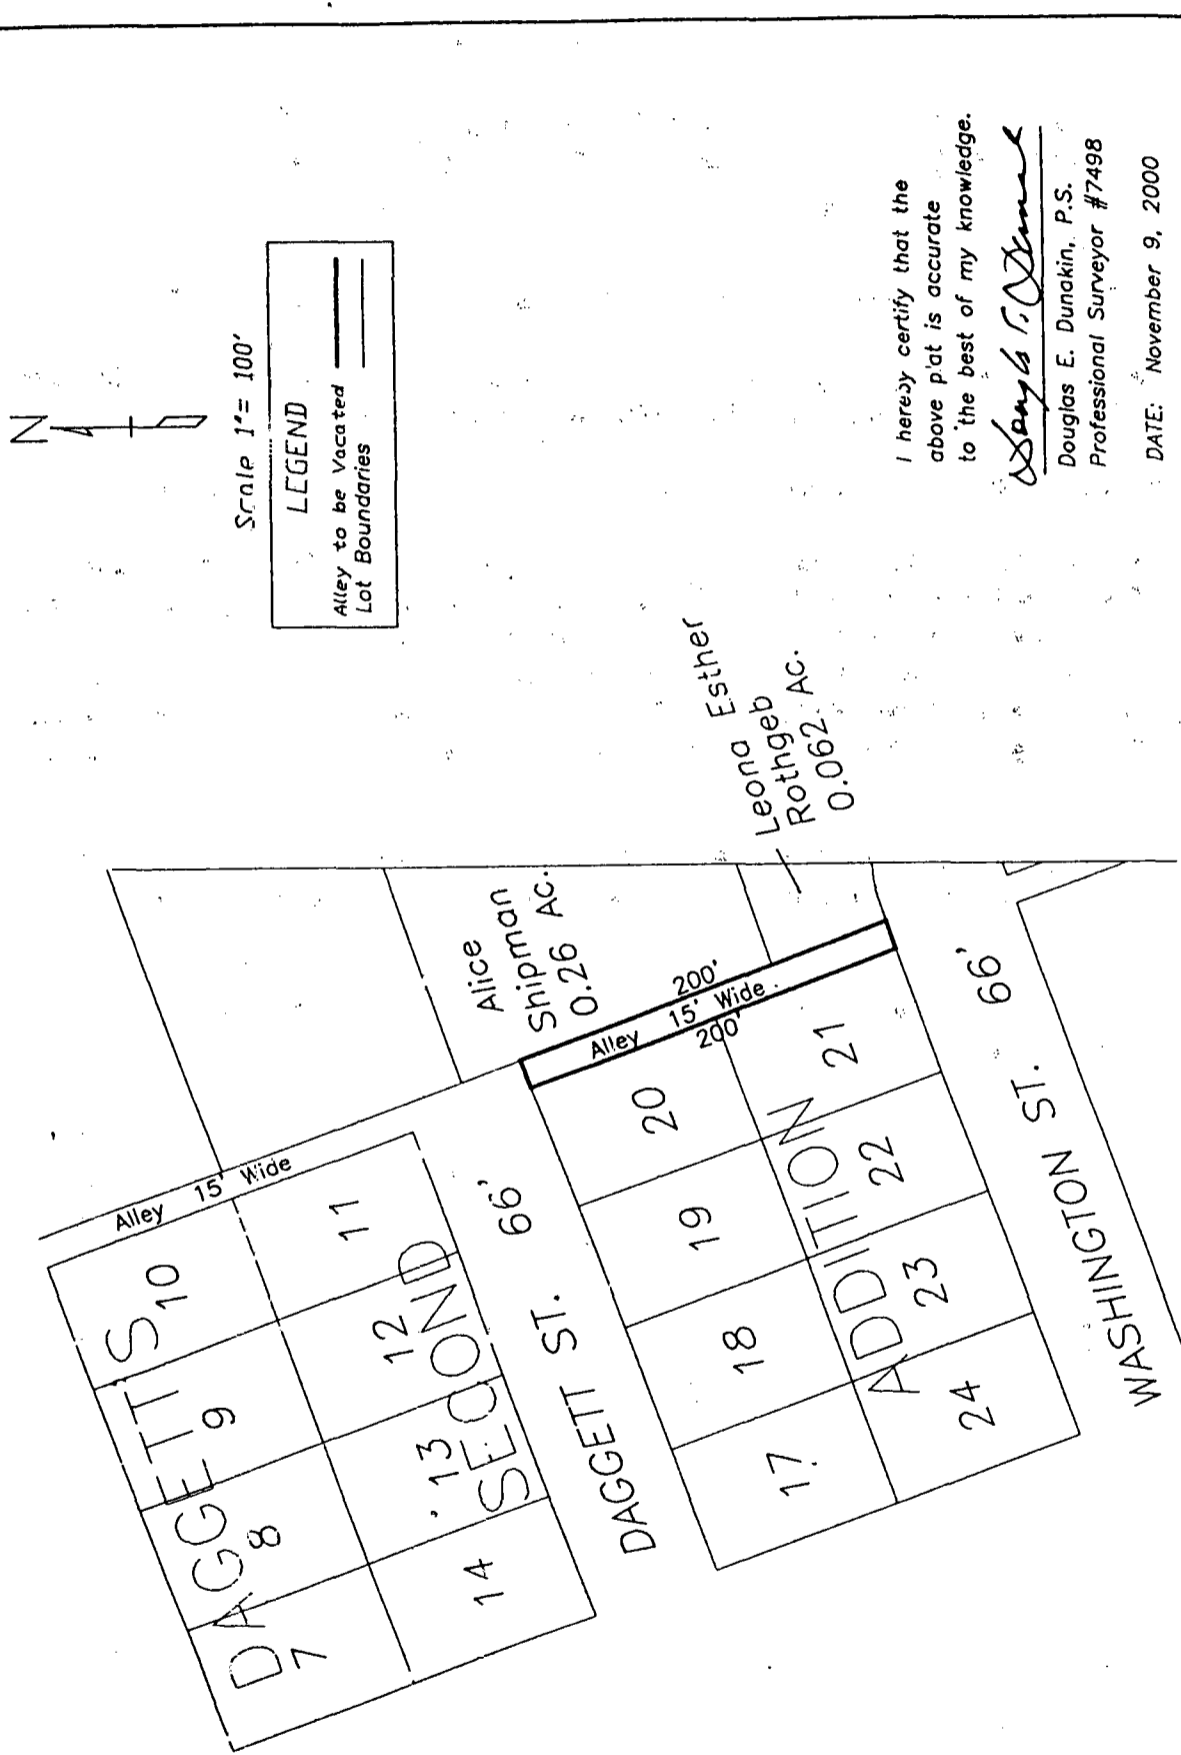 N
Scale 1"= 100'
LEGEND
Alley to be Vacated
Lot Boundaries
DAGGETT'S
SECOND
ADDITION
Alley 15' Wide
7
8
9
10
11
12
13
14
DAGGETT ST. 66'
Alice
Shipman
0.26 AC.
200'
Alley 15' Wide
200'
Leona Esther
Rothgeb
0.062 AC.
17
18
19
20
21
22
23
24
WASHINGTON ST. 66'
I hereby certify that the
above plat is accurate
to the best of my knowledge.
Douglas E. Dunakin, P.S.
Professional Surveyor #7498
DATE: November 9, 2000